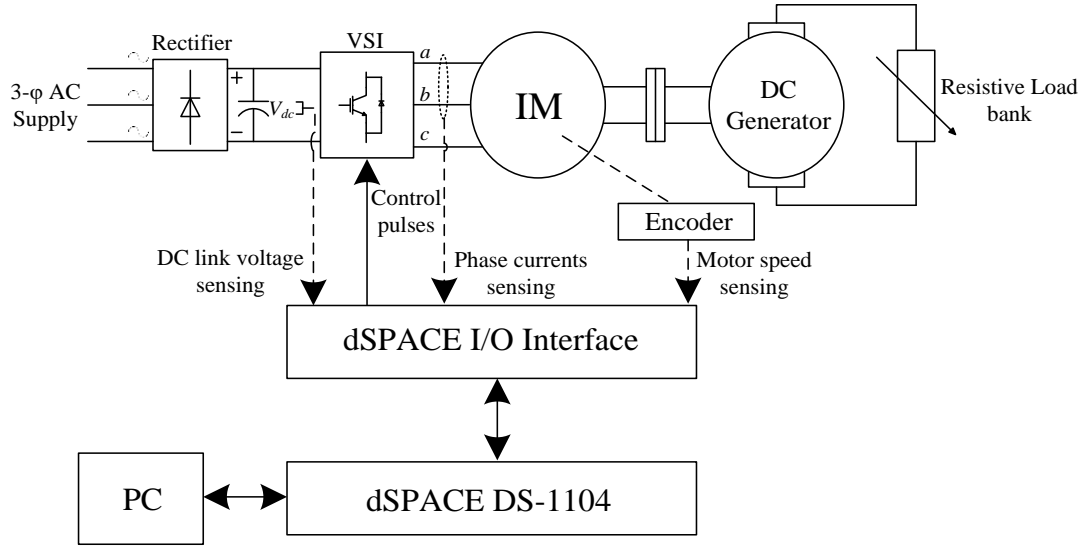 Rectifier
VSI
3-φ AC
Supply
+
−
V_dc
a
b
c
IM
DC
Generator
Resistive Load
bank
Control
pulses
Encoder
DC link voltage
sensing
Phase currents
sensing
Motor speed
sensing
dSPACE I/O Interface
PC
dSPACE DS-1104